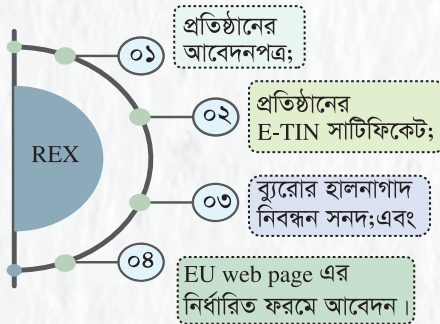 REX
০১
প্রতিষ্ঠানের
আবেদনপত্র;
০২
প্রতিষ্ঠানের
E-TIN সার্টিফিকেট;
০৩
ব্যুরোর হালনাগাদ
নিবন্ধন সনদ;এবং
০৪
EU web page এর
নির্ধারিত ফরমে আবেদন।